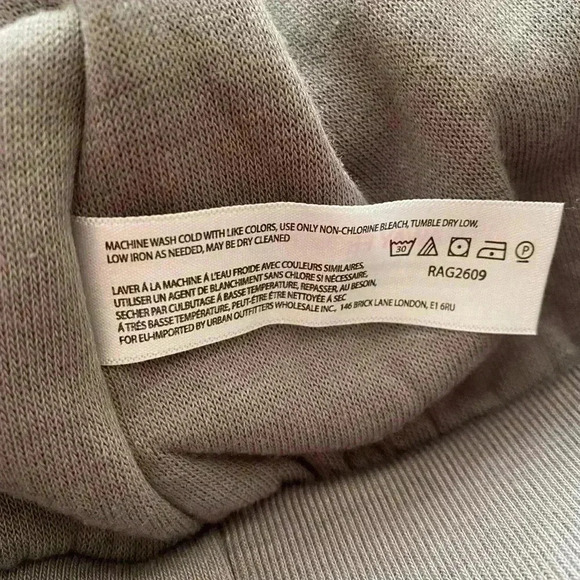 MACHINE WASH COLD WITH LIKE COLORS, USE ONLY NON-CHLORINE BLEACH, TUMBLE DRY LOW,
LOW IRON AS NEEDED, MAY BE DRY CLEANED
30
P
RAG2609
LAVER À LA MACHINE À L'EAU FROIDE AVEC COULEURS SIMILAIRES.
UTILISER UN AGENT DE BLANCHIMENT SANS CHLORE SI NÉCESSAIRE.
SECHER PAR CULBUTAGE À BASSE TEMPÉRATURE, REPASSER, AU BESOIN,
À TRÈS BASSE TEMPÉRATURE, PEUT-ÊTRE ÊTRE NETTOYÉ À SEC
FOR EU-IMPORTED BY URBAN OUTFITTERS WHOLESALE INC., 146 BRICK LANE LONDON, E1 6RU